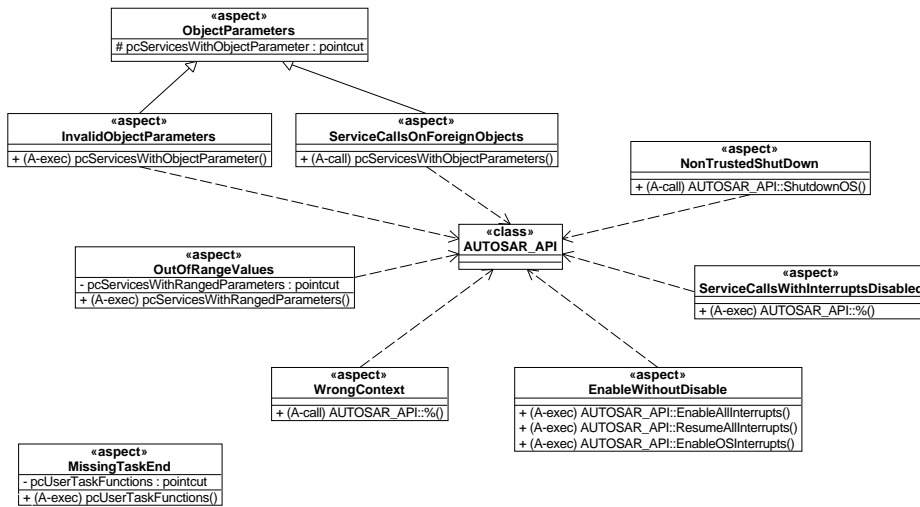 «aspect»
ObjectParameters
# pcServicesWithObjectParameter : pointcut
«aspect»
InvalidObjectParameters
+ (A-exec) pcServicesWithObjectParameter()
«aspect»
ServiceCallsOnForeignObjects
+ (A-call) pcServicesWithObjectParameters()
«aspect»
NonTrustedShutDown
+ (A-call) AUTOSAR_API::ShutdownOS()
«class»
AUTOSAR_API
«aspect»
OutOfRangeValues
- pcServicesWithRangedParameters : pointcut
+ (A-exec) pcServicesWithRangedParameters()
«aspect»
ServiceCallsWithInterruptsDisabled
+ (A-exec) AUTOSAR_API::%()
«aspect»
WrongContext
+ (A-call) AUTOSAR_API::%()
«aspect»
EnableWithoutDisable
+ (A-exec) AUTOSAR_API::EnableAllInterrupts()
+ (A-exec) AUTOSAR_API::ResumeAllInterrupts()
+ (A-exec) AUTOSAR_API::EnableOSInterrupts()
«aspect»
MissingTaskEnd
- pcUserTaskFunctions : pointcut
+ (A-exec) pcUserTaskFunctions()